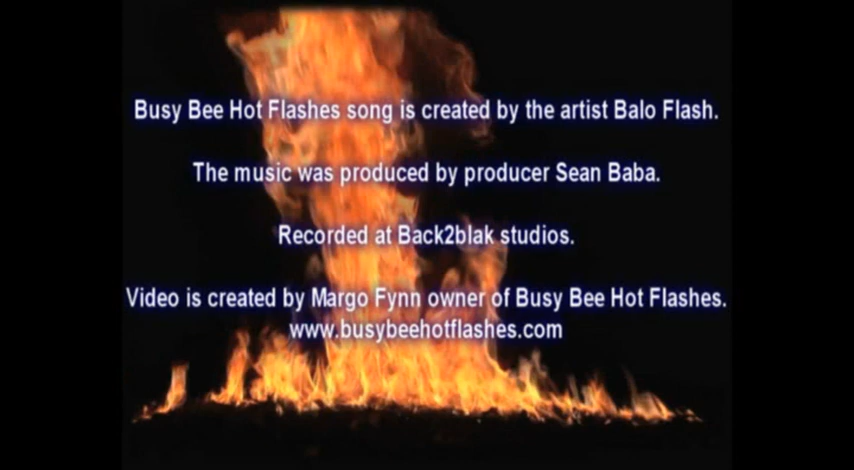 Busy Bee Hot Flashes song is created by the artist Balo Flash.
The music was produced by producer Sean Baba.
Recorded at Back2blak studios.
Video is created by Margo Fynn owner of Busy Bee Hot Flashes.
www.busybeehotflashes.com